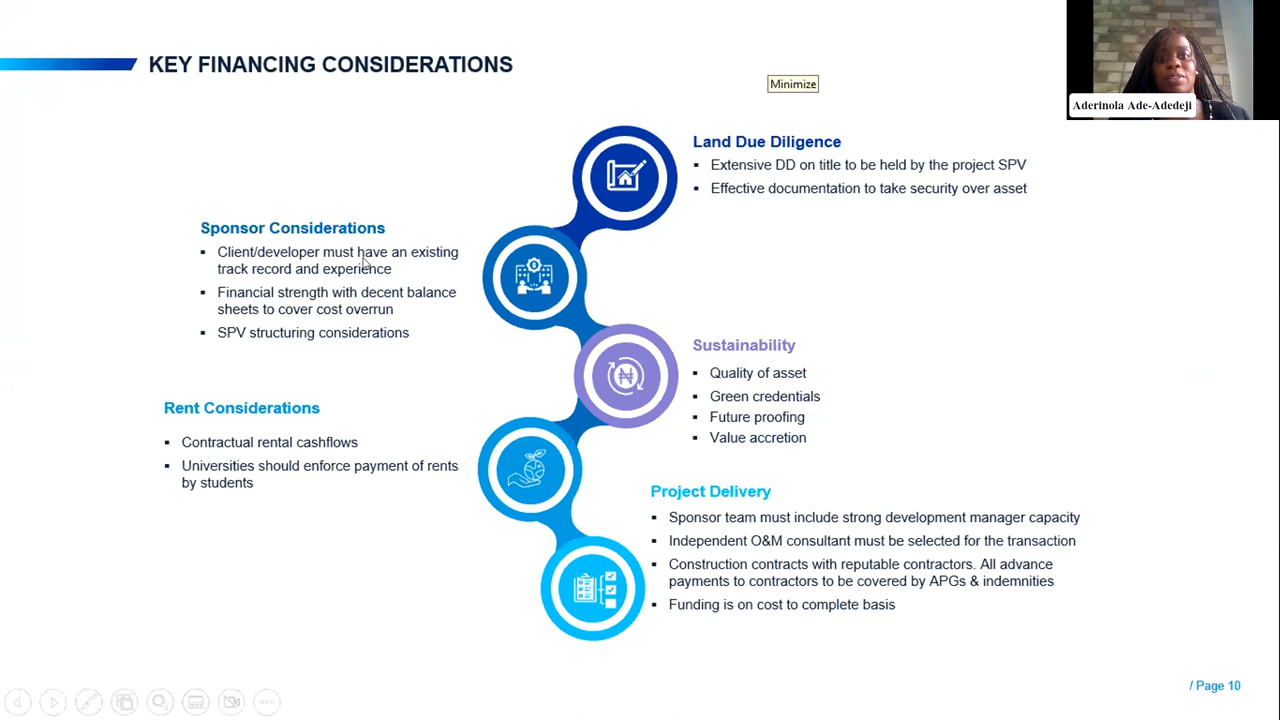 KEY FINANCING CONSIDERATIONS
Minimize
Aderinola Ade-Adedeji
Land Due Diligence
▪ Extensive DD on title to be held by the project SPV
▪ Effective documentation to take security over asset
Sponsor Considerations
▪ Client/developer must have an existing
track record and experience
▪ Financial strength with decent balance
sheets to cover cost overrun
▪ SPV structuring considerations
Sustainability
▪ Quality of asset
▪ Green credentials
▪ Future proofing
▪ Value accretion
Rent Considerations
▪ Contractual rental cashflows
▪ Universities should enforce payment of rents
by students
Project Delivery
▪ Sponsor team must include strong development manager capacity
▪ Independent O&M consultant must be selected for the transaction
▪ Construction contracts with reputable contractors. All advance
payments to contractors to be covered by APGs & indemnities
▪ Funding is on cost to complete basis
/ Page 10